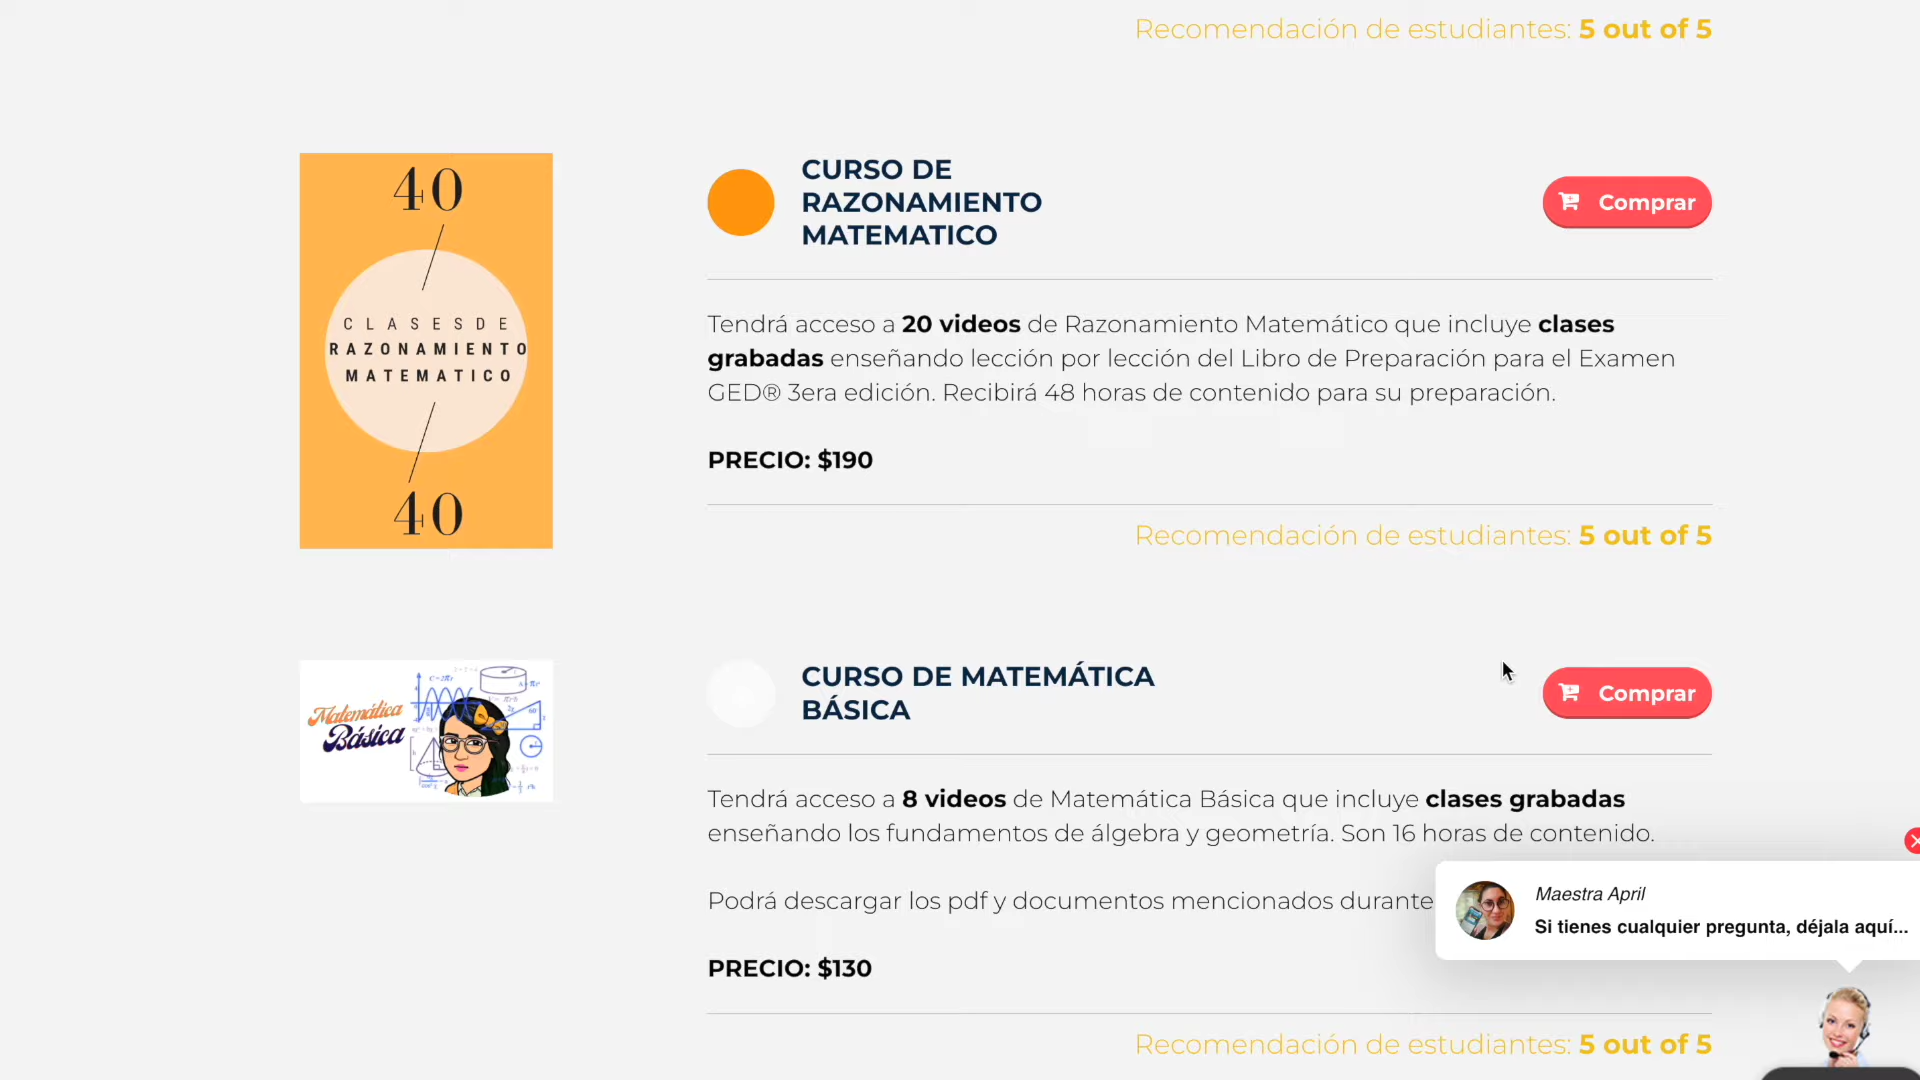 Recomendación de estudiantes: 5 out of 5
40
CLASES DE
RAZONAMIENTO
MATEMATICO
40
CURSO DE
RAZONAMIENTO
MATEMATICO
Comprar
Tendrá acceso a 20 videos de Razonamiento Matemático que incluye clases
grabadas enseñando lección por lección del Libro de Preparación para el Examen
GED® 3era edición. Recibirá 48 horas de contenido para su preparación.
PRECIO: $190
Recomendación de estudiantes: 5 out of 5
Matemática
Básica
CURSO DE MATEMÁTICA
BÁSICA
Comprar
Tendrá acceso a 8 videos de Matemática Básica que incluye clases grabadas
enseñando los fundamentos de álgebra y geometría. Son 16 horas de contenido.
Podrá descargar los pdf y documentos mencionados durante
PRECIO: $130
Recomendación de estudiantes: 5 out of 5
Maestra April
Si tienes cualquier pregunta, déjala aquí...